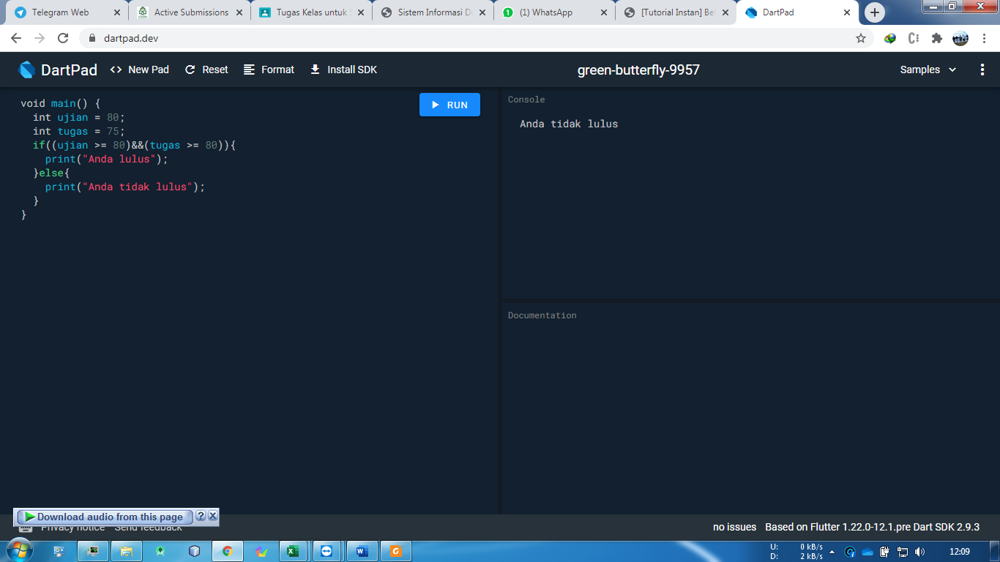 Telegram Web
Active Submissions
Tugas Kelas untuk
Sistem Informasi D
(1) WhatsApp
[Tutorial Instan] Be
DartPad
dartpad.dev
DartPad
<> New Pad
Reset
Format
Install SDK
green-butterfly-9957
Samples
void main() {
  int ujian = 80;
  int tugas = 75;
  if((ujian >= 80)&&(tugas >= 80)){
    print("Anda lulus");
  }else{
    print("Anda tidak lulus");
  }
}
RUN
Console
Anda tidak lulus
Documentation
Download audio from this page
Privacy notice
Send feedback
no issues
Based on Flutter 1.22.0-12.1.pre Dart SDK 2.9.3
U: 0 kB/s
D: 2 kB/s
12:09